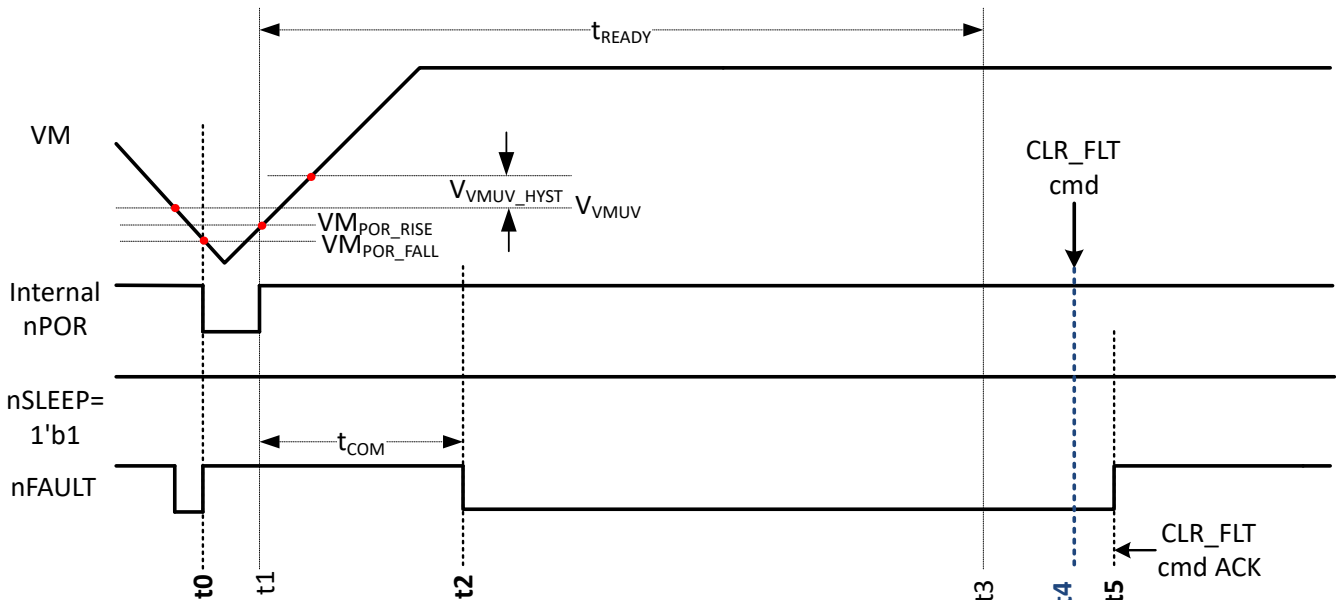 tREADY
VM
CLR_FLT
cmd
VVMUV_HYST
VVMUV
VMPOR_RISE
VMPOR_FALL
Internal
nPOR
nSLEEP=
1'b1
tCOM
nFAULT
CLR_FLT
cmd ACK
t0
t1
t2
t3
t4
t5